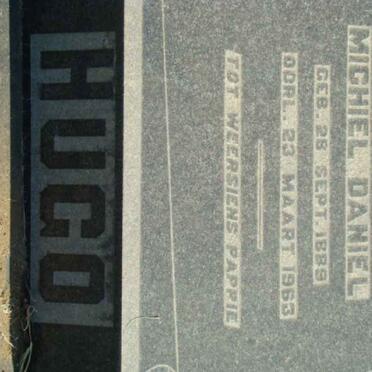 MICHIEL DANIEL
GEB. 28 SEPT. 1889
OORL. 23 MAART 1963
TOT WEERSIENS PAPPIE
HUGO